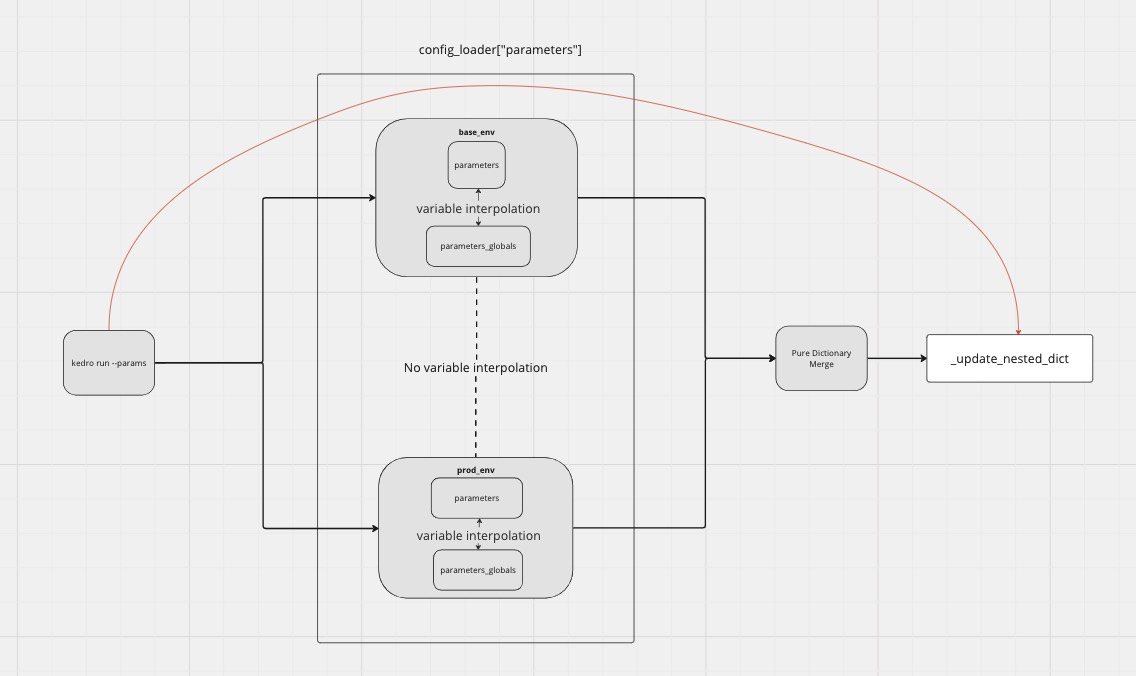 config_loader["parameters"]
base_env
parameters
variable interpolation
parameters_globals
kedro run --params
No variable interpolation
Pure Dictionary
Merge
_update_nested_dict
prod_env
parameters
variable interpolation
parameters_globals